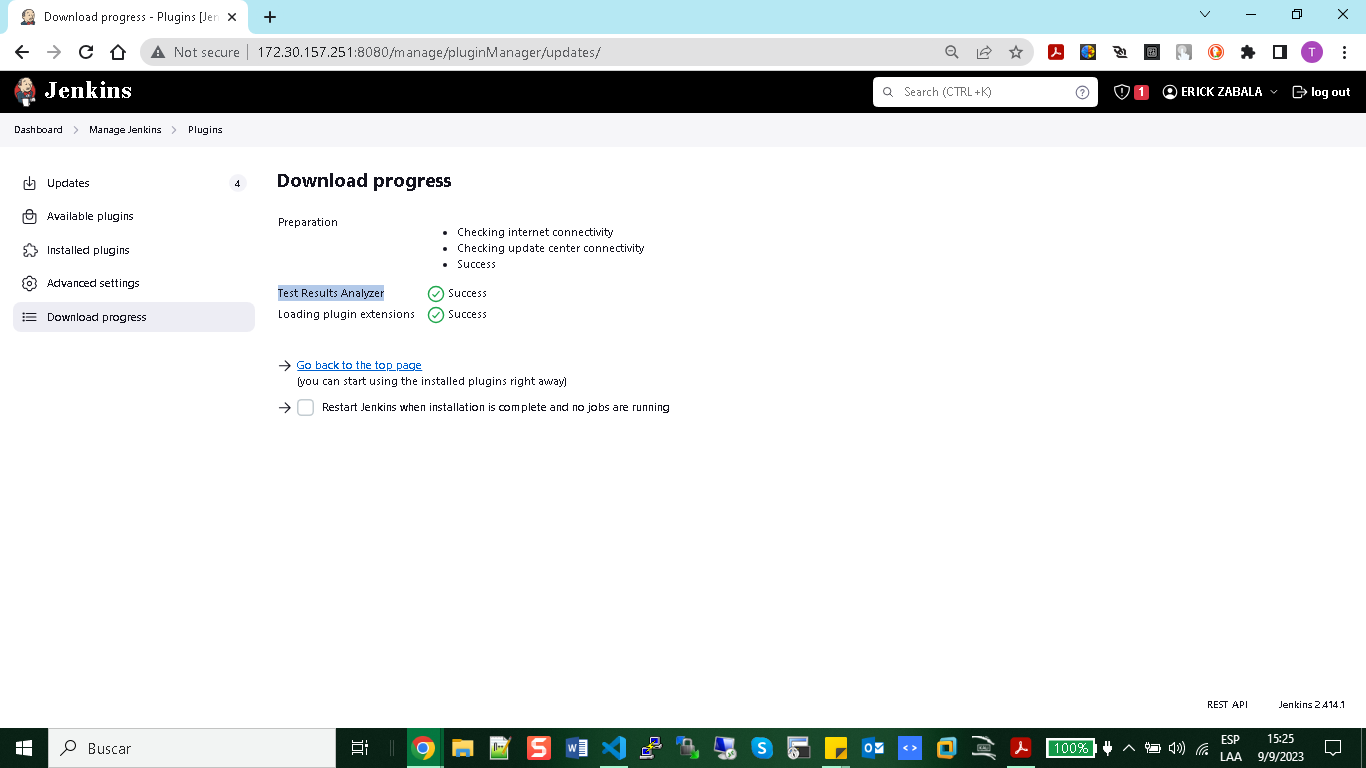 Download progress - Plugins [Jen
Not secure
172.30.157.251:8080/manage/pluginManager/updates/
T
Jenkins
Search (CTRL+K)
1
ERICK ZABALA
log out
Dashboard
Manage Jenkins
Plugins
Updates
4
Available plugins
Installed plugins
Advanced settings
Download progress
Download progress
Preparation
Checking internet connectivity
Checking update center connectivity
Success
Test Results Analyzer
Success
Loading plugin extensions
Success
Go back to the top page
(you can start using the installed plugins right away)
Restart Jenkins when installation is complete and no jobs are running
REST API
Jenkins 2.414.1
Buscar
100%
ESP
LAA
15:25
9/9/2023